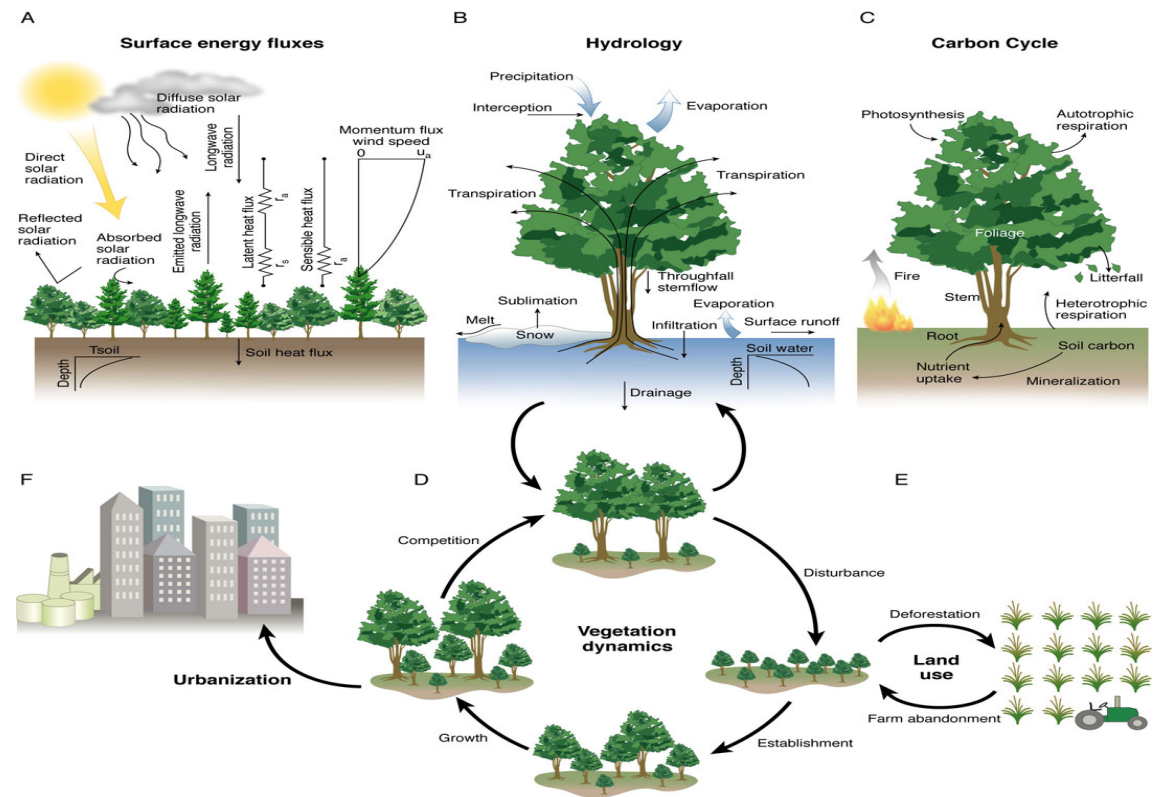 A
Surface energy fluxes
Diffuse solar
radiation
Direct
solar
radiation
Reflected
solar
radiation
Absorbed
solar
radiation
Emitted longwave
radiation
Longwave
radiation
Latent heat flux
r_a
r_s
Sensible heat flux
r_a
Momentum flux
wind speed
0
u_a
Tsoil
Depth
Soil heat flux
B
Hydrology
Precipitation
Interception
Evaporation
Transpiration
Transpiration
Throughfall
stemflow
Sublimation
Evaporation
Melt
Snow
Infiltration
Surface runoff
Soil water
Depth
Drainage
C
Carbon Cycle
Photosynthesis
Autotrophic
respiration
Foliage
Fire
Stem
Litterfall
Heterotrophic
respiration
Root
Nutrient
uptake
Soil carbon
Mineralization
F
Urbanization
D
Competition
Disturbance
Vegetation
dynamics
Growth
Establishment
E
Deforestation
Land
use
Farm abandonment